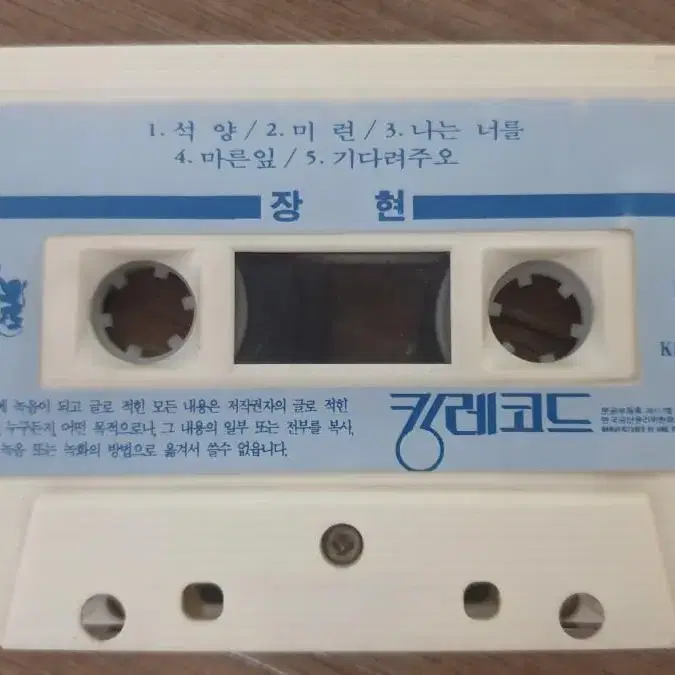 1. 석 양 / 2. 미 련 / 3. 나는 너를
4. 마른잎 / 5. 기다려주오
장 현
에 녹음이 되고 글로 적힌 모든 내용은 저작권자의 글로 적힌
누구든지, 어떤 목적으로나, 그 내용의 일부 또는 전부를 복사,
녹음 또는 녹화의 방법으로 옮겨서 쓸수 없읍니다.
킹레코드